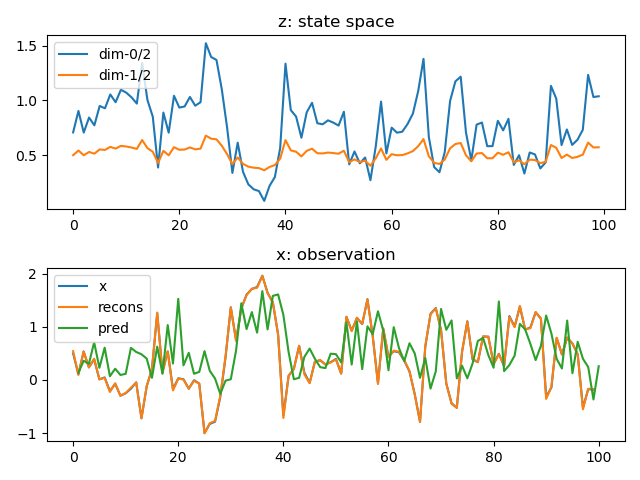 z: state space
1.5
1.0
0.5
dim-0/2
dim-1/2
0 20 40 60 80 100
x: observation
2
1
0
−1
x
recons
pred
0 20 40 60 80 100